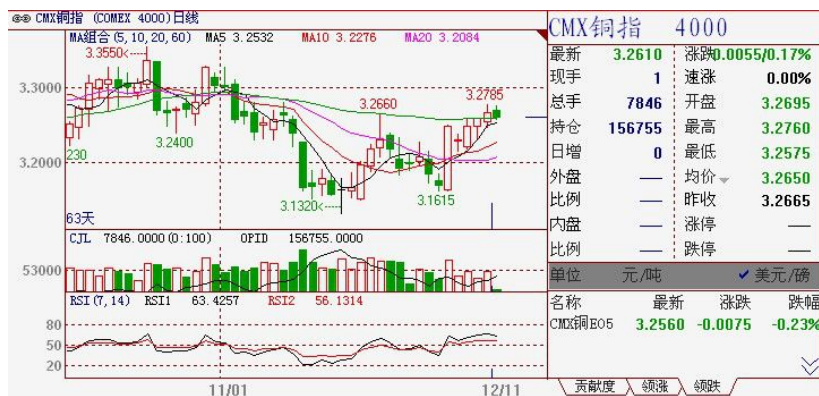 CMX铜指 (COMEX 4000)日线
MA组合(5,10,20,60) MA5 3.2532 MA10 3.2276 MA20 3.2084
3.3550
3.3000
3.2785
3.2660
3.2400
230
3.2000
3.1615
3.1320
63天
CJL 7846.0000(0:100) OPID 156755.0000
53000
RSI(7,14) RSI1 63.4257 RSI2 56.1314
80
50
20
11/01 12/11
CMX铜指 4000
最新 3.2610 涨跌0.0055/0.17%
现手 1 速涨 0.00%
总手 7846 开盘 3.2695
持仓 156755 最高 3.2760
日增 0 最低 3.2575
外盘 — 均价 3.2650
比例 — 昨收 3.2665
内盘 — 涨停 —
比例 — 跌停 —
单位 元/吨 ✔美元/磅
名称 最新 涨跌 跌幅
CMX铜E05 3.2560 -0.0075 -0.23%
贡献度 领涨 领跌